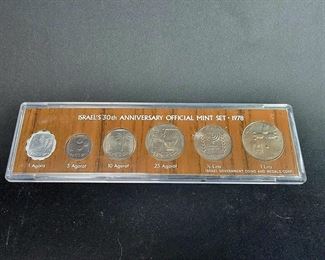 ISRAEL'S 30th ANNIVERSARY OFFICIAL MINT SET • 1978
1 Agora
5 Agorot
10 Agorot
25 Agorot
½ Lira
1 Lira
ISRAEL GOVERNMENT COINS AND MEDALS CORP.